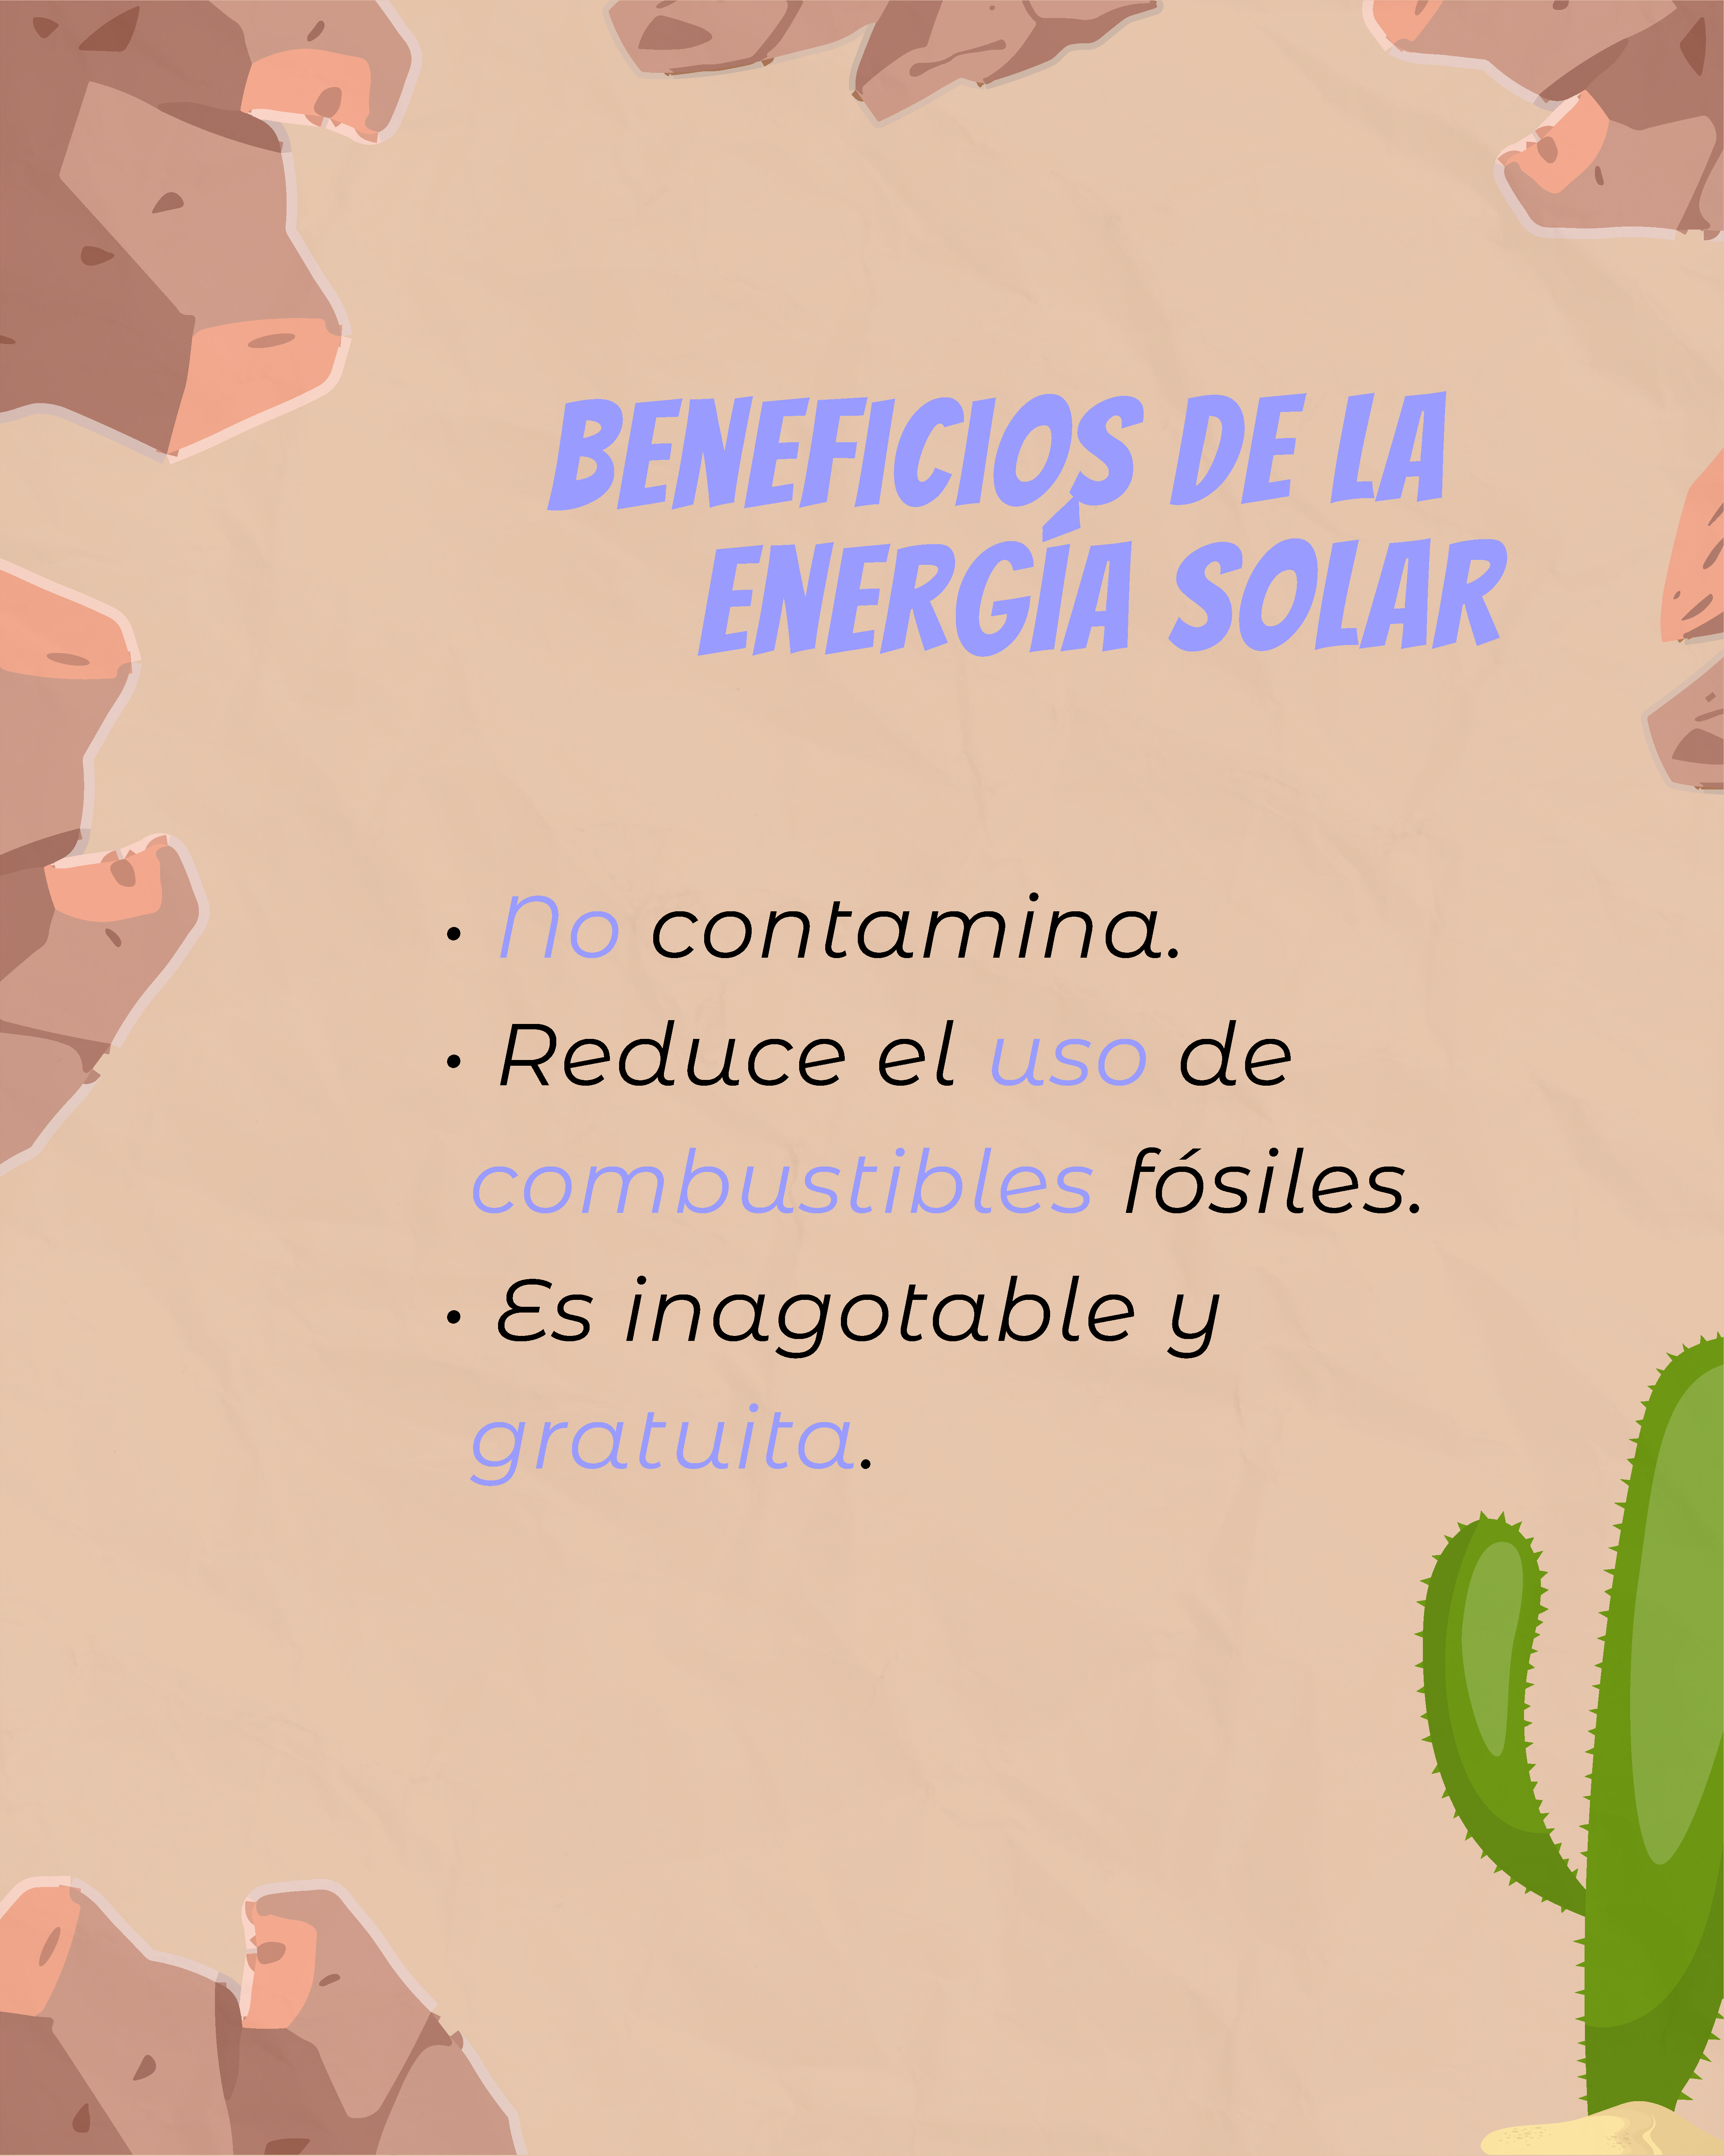 BENEFICIOS DE LA
ENERGÍA SOLAR
• No contamina.
• Reduce el uso de
combustibles fósiles.
• Es inagotable y
gratuita.